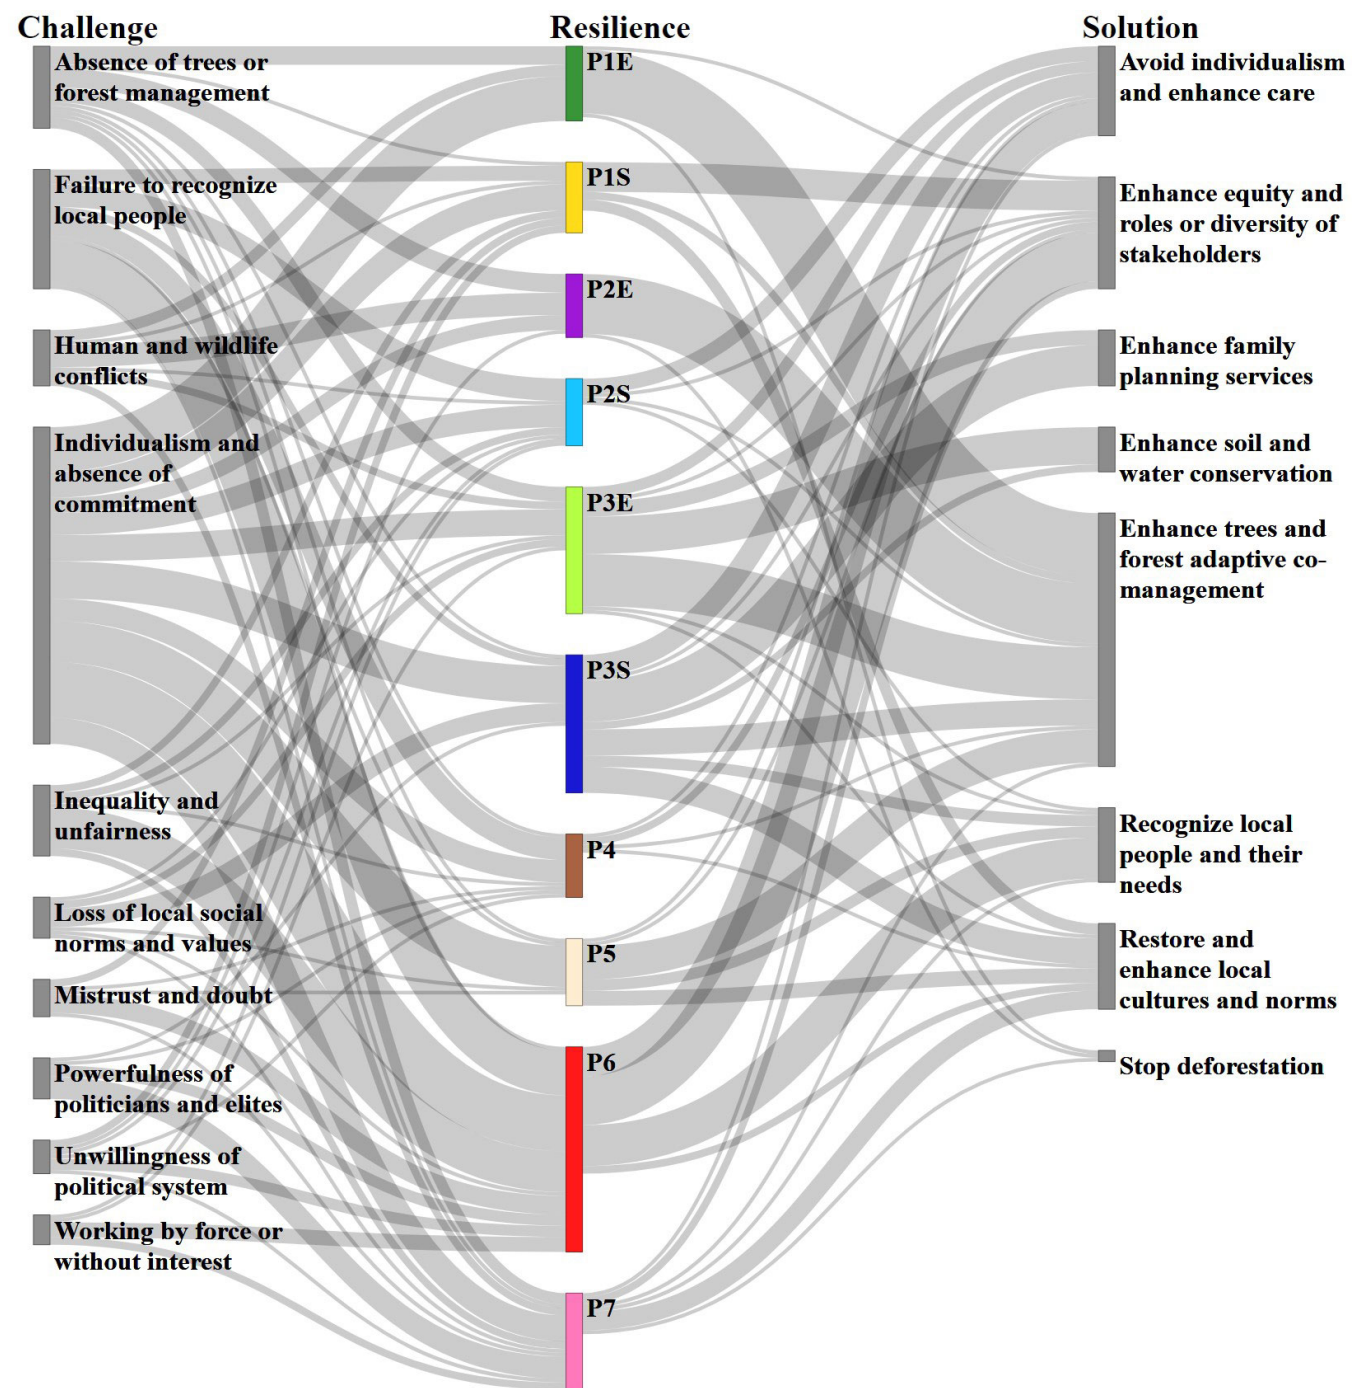 Challenge
Resilience
Solution
Absence of trees or
forest management
Failure to recognize
local people
Human and wildlife
conflicts
Individualism and
absence of
commitment
Inequality and
unfairness
Loss of local social
norms and values
Mistrust and doubt
Powerfulness of
politicians and elites
Unwillingness of
political system
Working by force or
without interest
P1E
P1S
P2E
P2S
P3E
P3S
P4
P5
P6
P7
Avoid individualism
and enhance care
Enhance equity and
roles or diversity of
stakeholders
Enhance family
planning services
Enhance soil and
water conservation
Enhance trees and
forest adaptive co-
management
Recognize local
people and their
needs
Restore and
enhance local
cultures and norms
Stop deforestation